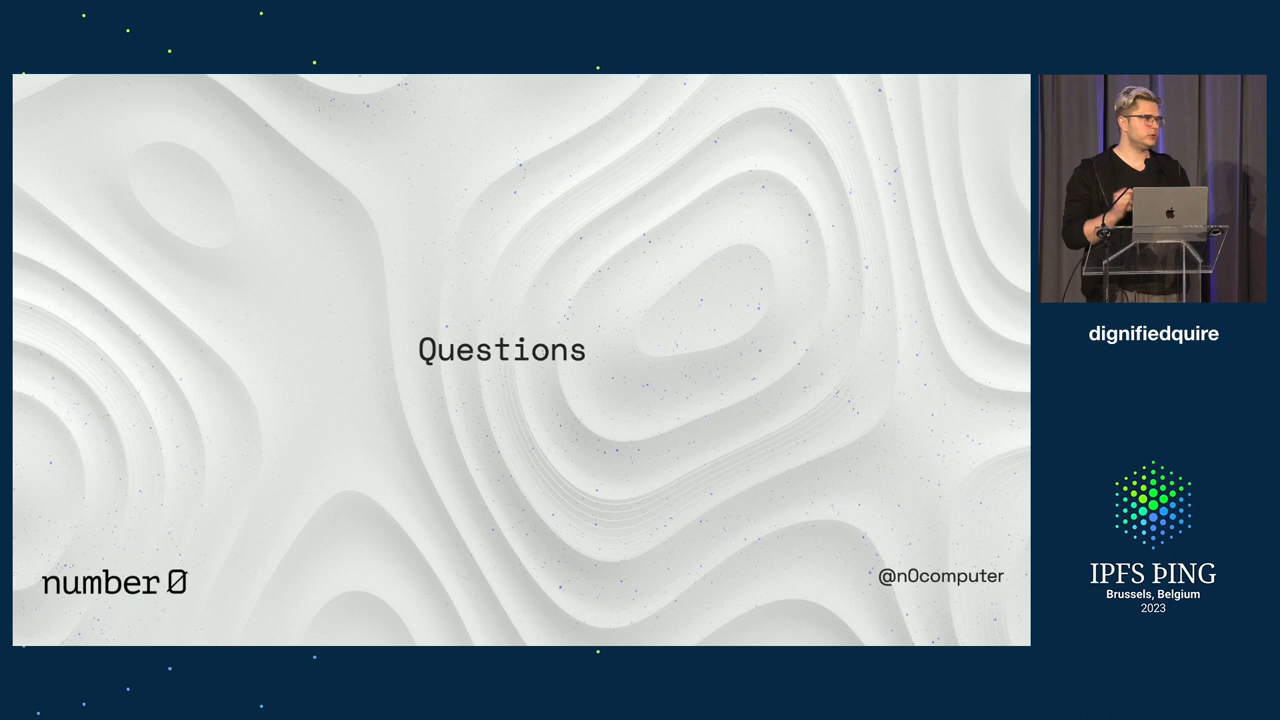 Questions
number 0
@n0computer
dignifiedquire
IPFS ÞING
Brussels, Belgium
2023